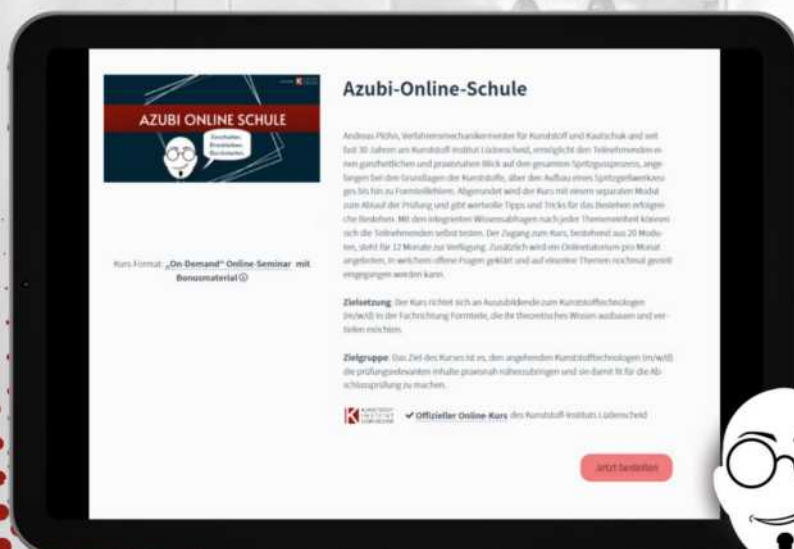 AZUBI ONLINE SCHULE
Einschalten.
Dranbleiben.
Durchstarten.
Kurs-Format: „On-Demand“ Online-Seminar mit
Bonusmaterial
Azubi-Online-Schule
Andreas Plöhn, Verfahrensmechanikermeister für Kunststoff und Kautschuk und seit
fast 30 Jahren am Kunststoff-Institut Lüdenscheid, ermöglicht den Teilnehmenden ei-
nen ganzheitlichen und praxisnahen Blick auf den gesamten Spritzgussprozess, ange-
fangen bei den Grundlagen der Kunststoffe, über den Aufbau eines Spritzgießwerkzeu-
ges bis hin zu Formteilfehlern. Abgerundet wird der Kurs mit einem separaten Modul
zum Ablauf der Prüfung und gibt wertvolle Tipps und Tricks für das Bestehen erfolgrei-
che Bestehen. Mit den integrierten Wissensabfragen nach jeder Themeneinheit können
sich die Teilnehmenden selbst testen. Der Zugang zum Kurs, bestehend aus 20 Modu-
len, steht für 12 Monate zur Verfügung. Zusätzlich wird ein Onlinetutorium pro Monat
angeboten, in welchem offene Fragen geklärt und auf einzelne Themen nochmal gezielt
eingegangen werden kann.
Zielsetzung: Der Kurs richtet sich an Auszubildende zum Kunststofftechnologen
(m/w/d) in der Fachrichtung Formteile, die ihr theoretisches Wissen ausbauen und ver-
tiefen möchten.
Zielgruppe: Das Ziel des Kurses ist es, den angehenden Kunststofftechnologen (m/w/d)
die prüfungsrelevanten Inhalte praxisnah näherzubringen und sie damit fit für die Ab-
schlussprüfung zu machen.
KUNSTSTOFF
INSTITUT
LÜDENSCHEID
✔ Offizieller Online-Kurs des Kunststoff-Instituts Lüdenscheid
Jetzt bestellen